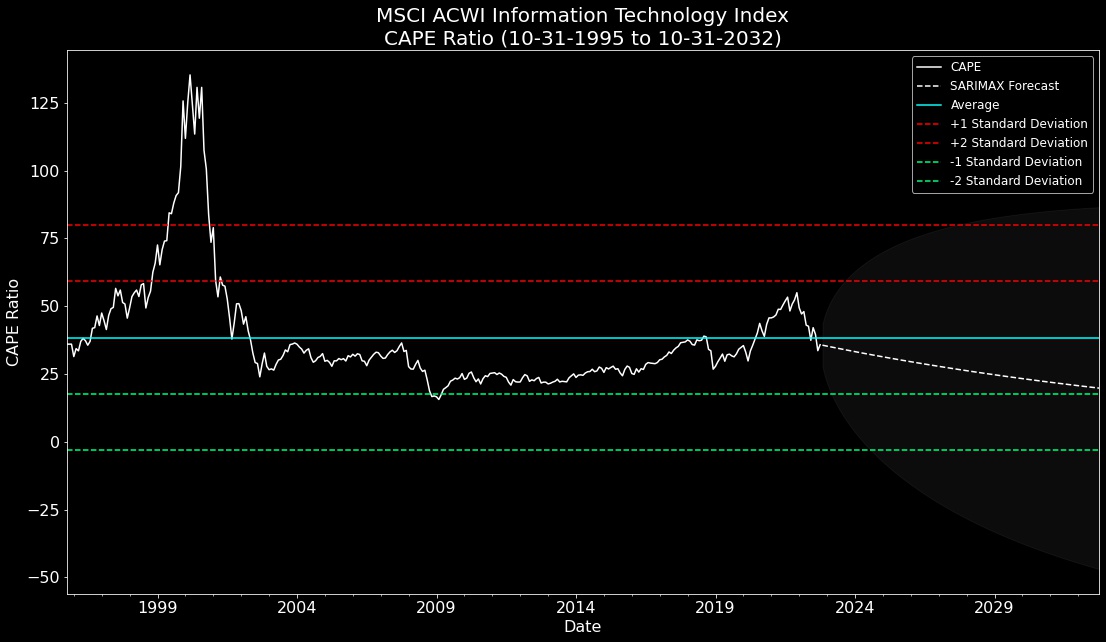 MSCI ACWI Information Technology Index
CAPE Ratio (10-31-1995 to 10-31-2032)
CAPE
SARIMAX Forecast
Average
+1 Standard Deviation
+2 Standard Deviation
-1 Standard Deviation
-2 Standard Deviation
CAPE Ratio
125
100
75
50
25
0
−25
−50
1999 2004 2009 2014 2019 2024 2029
Date